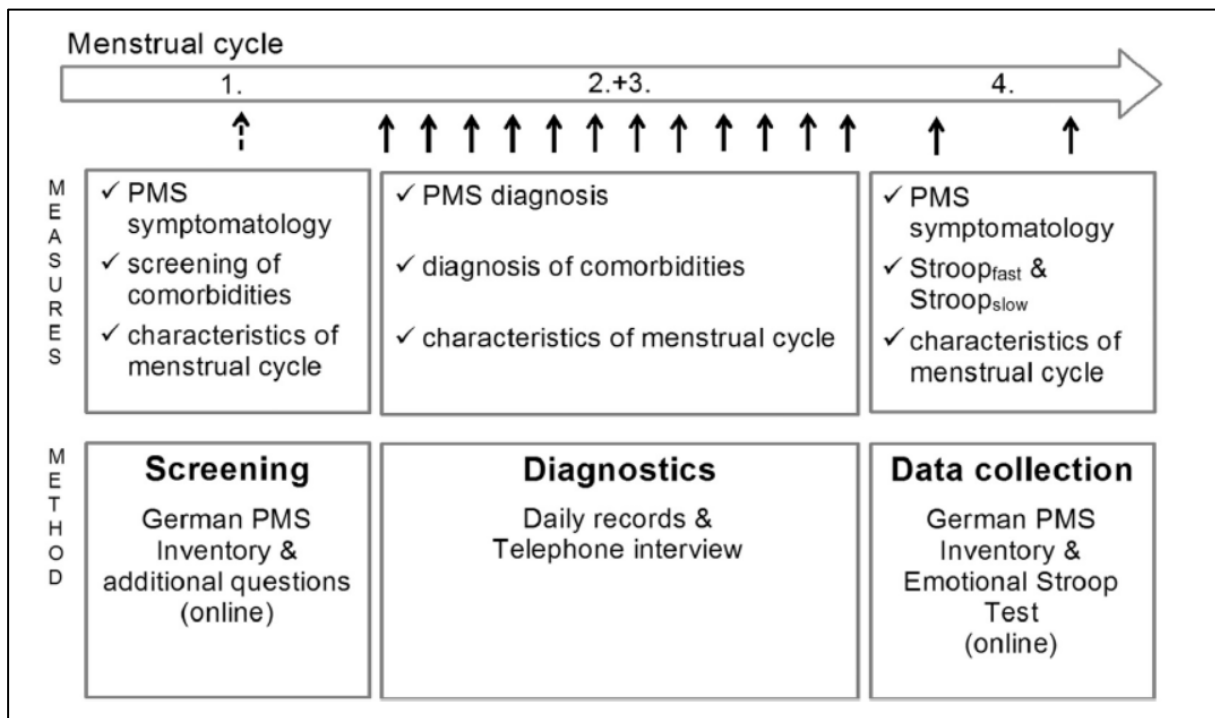 Menstrual cycle
1.
2.+3.
4.
MEASURES
✓ PMS
symptomatology
✓ screening of
comorbidities
✓ characteristics of
menstrual cycle
✓ PMS diagnosis
✓ diagnosis of comorbidities
✓ characteristics of menstrual cycle
✓ PMS
symptomatology
✓ Stroopfast &
Stroopslow
✓ characteristics of
menstrual cycle
METHOD
Screening
German PMS
Inventory &
additional questions
(online)
Diagnostics
Daily records &
Telephone interview
Data collection
German PMS
Inventory &
Emotional Stroop
Test
(online)